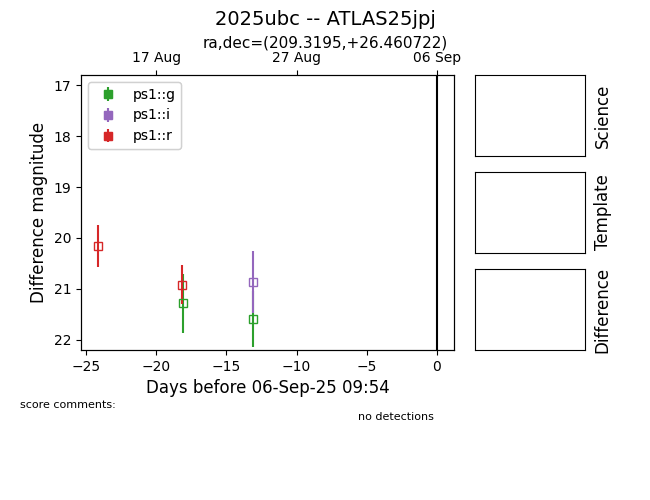 2025ubc -- ATLAS25jpj
ra,dec=(209.3195,+26.460722)
17 Aug 27 Aug 06 Sep
ps1::g
ps1::i
ps1::r
17
18
19
20
21
22
Difference magnitude
−25 −20 −15 −10 −5 0
Days before 06-Sep-25 09:54
Science
Template
Difference
score comments:
no detections